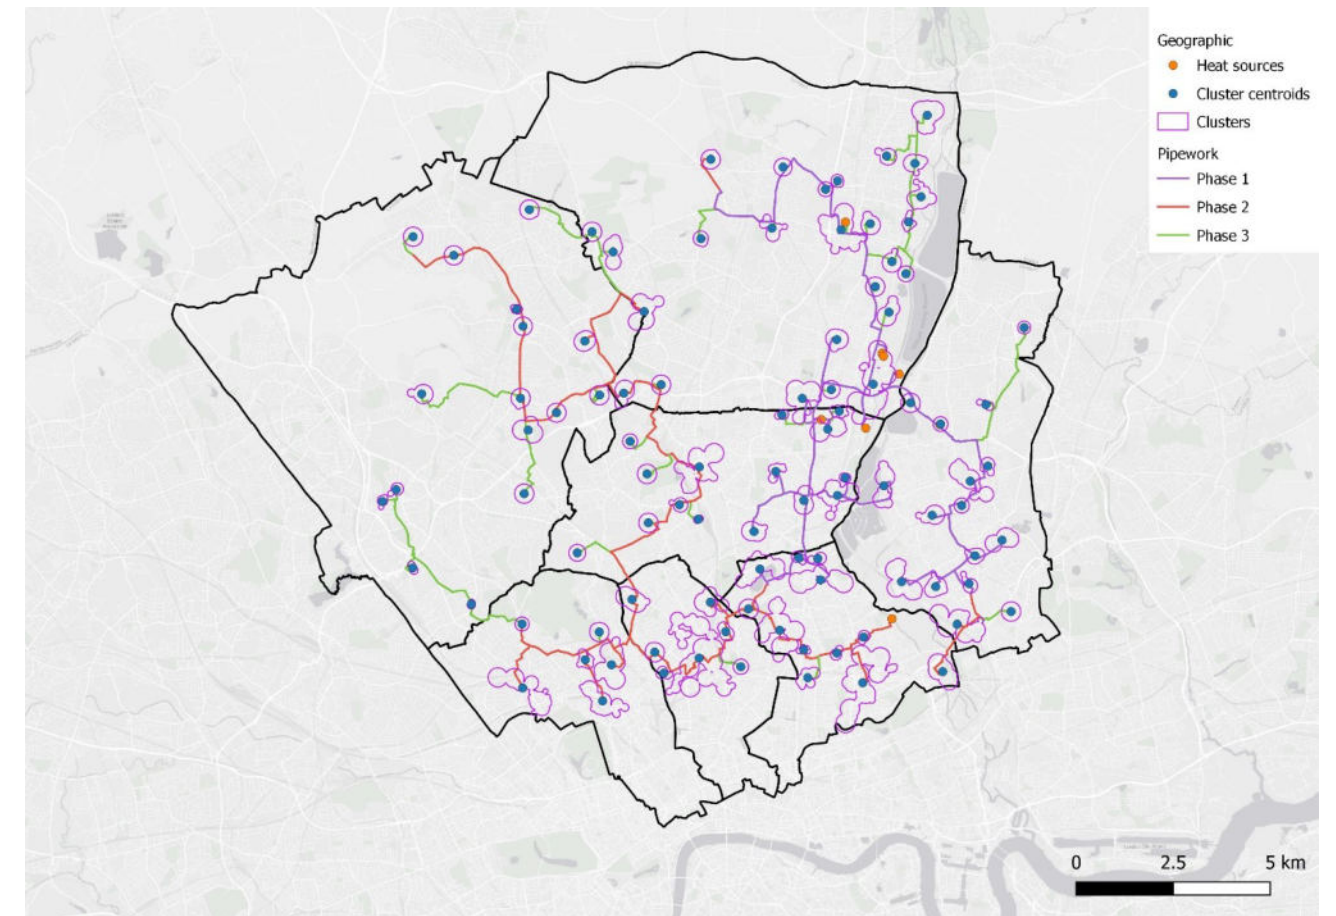 Geographic
Heat sources
Cluster centroids
Clusters
Pipework
Phase 1
Phase 2
Phase 3
0 2.5 5 km